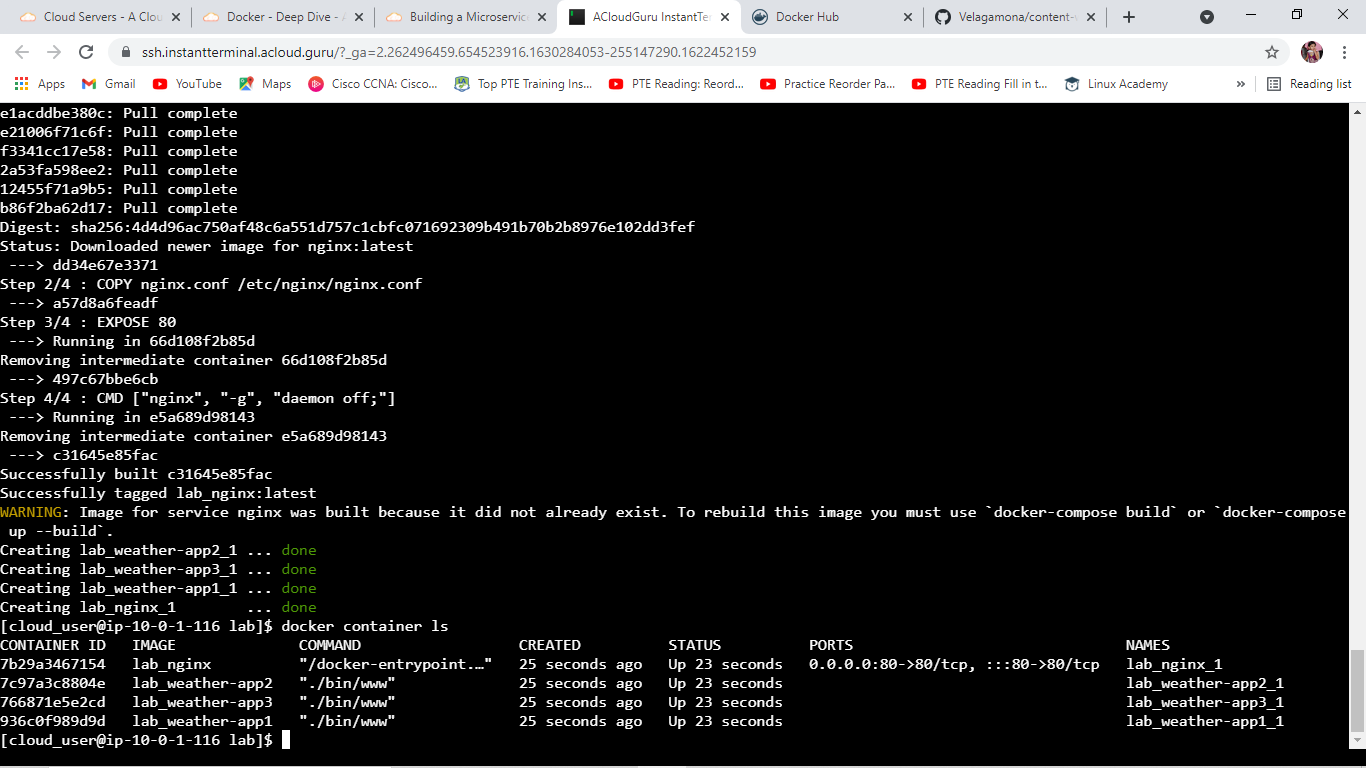 Cloud Servers - A Clou
Docker - Deep Dive - A
Building a Microservic
ACloudGuru InstantTer
Docker Hub
Velagamona/content-
ssh.instantterminal.acloud.guru/?_ga=2.262496459.654523916.1630284053-255147290.1622452159
Apps
Gmail
YouTube
Maps
Cisco CCNA: Cisco...
Top PTE Training Ins...
PTE Reading: Reord...
Practice Reorder Pa...
PTE Reading Fill in t...
Linux Academy
»
Reading list
e1acddbe380c: Pull complete
e21006f71c6f: Pull complete
f3341cc17e58: Pull complete
2a53fa598ee2: Pull complete
12455f71a9b5: Pull complete
b86f2ba62d17: Pull complete
Digest: sha256:4d4d96ac750af48c6a551d757c1cbfc071692309b491b70b2b8976e102dd3fef
Status: Downloaded newer image for nginx:latest
 ---> dd34e67e3371
Step 2/4 : COPY nginx.conf /etc/nginx/nginx.conf
 ---> a57d8a6feadf
Step 3/4 : EXPOSE 80
 ---> Running in 66d108f2b85d
Removing intermediate container 66d108f2b85d
 ---> 497c67bbe6cb
Step 4/4 : CMD ["nginx", "-g", "daemon off;"]
 ---> Running in e5a689d98143
Removing intermediate container e5a689d98143
 ---> c31645e85fac
Successfully built c31645e85fac
Successfully tagged lab_nginx:latest
WARNING: Image for service nginx was built because it did not already exist. To rebuild this image you must use `docker-compose build` or `docker-compose
 up --build`.
Creating lab_weather-app2_1 ... done
Creating lab_weather-app3_1 ... done
Creating lab_weather-app1_1 ... done
Creating lab_nginx_1        ... done
[cloud_user@ip-10-0-1-116 lab]$ docker container ls
CONTAINER ID   IMAGE              COMMAND                  CREATED          STATUS          PORTS                               NAMES
7b29a3467154   lab_nginx          "/docker-entrypoint.…"   25 seconds ago   Up 23 seconds   0.0.0.0:80->80/tcp, :::80->80/tcp   lab_nginx_1
7c97a3c8804e   lab_weather-app2   "./bin/www"              25 seconds ago   Up 23 seconds                                       lab_weather-app2_1
766871e5e2cd   lab_weather-app3   "./bin/www"              25 seconds ago   Up 23 seconds                                       lab_weather-app3_1
936c0f989d9d   lab_weather-app1   "./bin/www"              25 seconds ago   Up 23 seconds                                       lab_weather-app1_1
[cloud_user@ip-10-0-1-116 lab]$